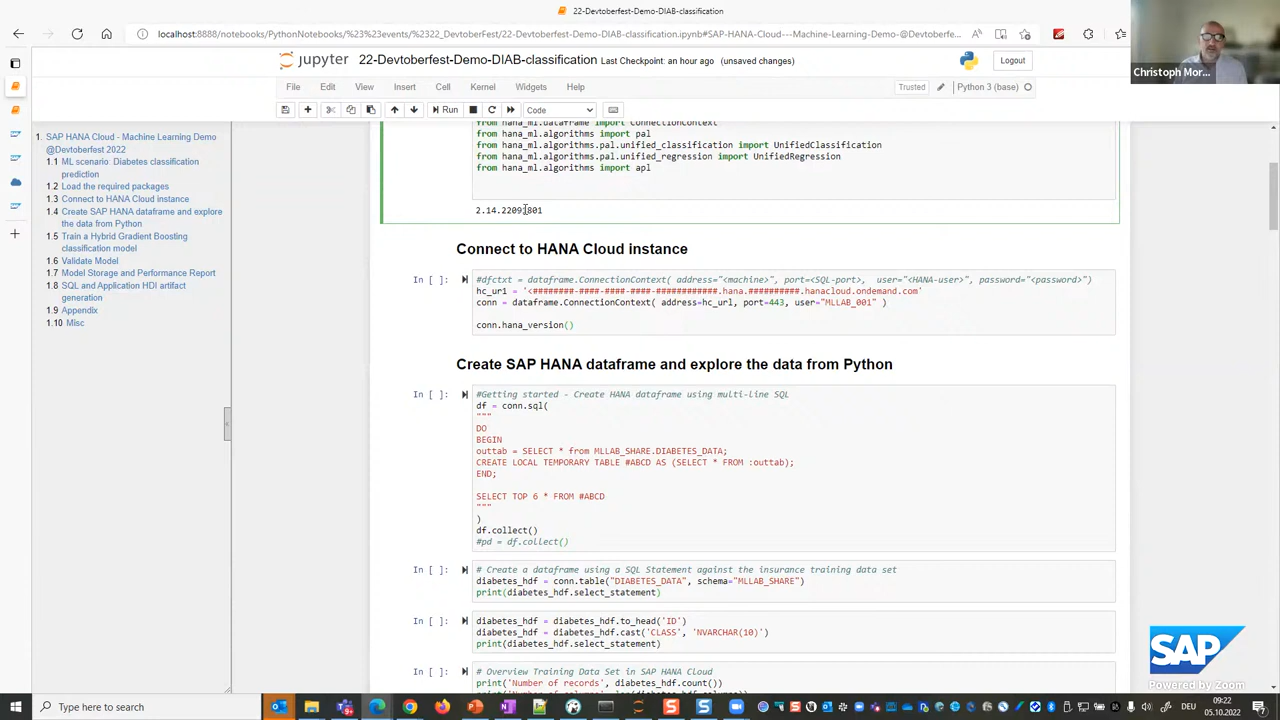 22-Devtoberfest-Demo-DIAB-classification
localhost:8888/notebooks/PythonNotebooks/%23%23events/%2322_DevtoberFest/22-Devtoberfest-Demo-DIAB-classification.ipynb#SAP-HANA-Cloud---Machine-Learning-Demo-@Devtoberfe...
Christoph Mor...
jupyter 22-Devtoberfest-Demo-DIAB-classification Last Checkpoint: an hour ago (unsaved changes)
Logout
File Edit View Insert Cell Kernel Widgets Help
Trusted
Python 3 (base)
Run
Code
1. SAP HANA Cloud - Machine Learning Demo
@Devtoberfest 2022
1.1 ML scenario: Diabetes classification
prediction
1.2 Load the required packages
1.3 Connect to HANA Cloud instance
1.4 Create SAP HANA dataframe and explore
the data from Python
1.5 Train a Hybrid Gradient Boosting
classification model
1.6 Validate Model
1.7 Model Storage and Performance Report
1.8 SQL and Application HDI artifact
generation
1.9 Appendix
1.10 Misc
from hana_ml.dataframe import ConnectionContext
from hana_ml.algorithms import pal
from hana_ml.algorithms.pal.unified_classification import UnifiedClassification
from hana_ml.algorithms.pal.unified_regression import UnifiedRegression
from hana_ml.algorithms import apl
Connect to HANA Cloud instance
In [ ]:
#dfctxt = dataframe.ConnectionContext( address="<machine>", port=<SQL-port>, user="<HANA-user>", password="<password>")
conn = dataframe.ConnectionContext( address=hc_url, port=443, user="MLLAB_001" )
conn.hana_version()
Create SAP HANA dataframe and explore the data from Python
In [ ]:
#Getting started - Create HANA dataframe using multi-line SQL
df = conn.sql(
"""
DO
BEGIN
outtab = SELECT * from MLLAB_SHARE.DIABETES_DATA;
CREATE LOCAL TEMPORARY TABLE #ABCD AS (SELECT * FROM :outtab);
END;
SELECT TOP 6 * FROM #ABCD
"""
)
df.collect()
#pd = df.collect()
In [ ]:
# Create a dataframe using a SQL Statement against the insurance training data set
diabetes_hdf = conn.table("DIABETES_DATA", schema="MLLAB_SHARE")
print(diabetes_hdf.select_statement)
In [ ]:
diabetes_hdf = diabetes_hdf.to_head('ID')
diabetes_hdf = diabetes_hdf.cast('CLASS', 'NVARCHAR(10)')
print(diabetes_hdf.select_statement)
In [ ]:
# Overview Training Data Set in SAP HANA Cloud
print('Number of records', diabetes_hdf.count())
SAP
Powered by Zoom
Type here to search
09:22
05.10.2022